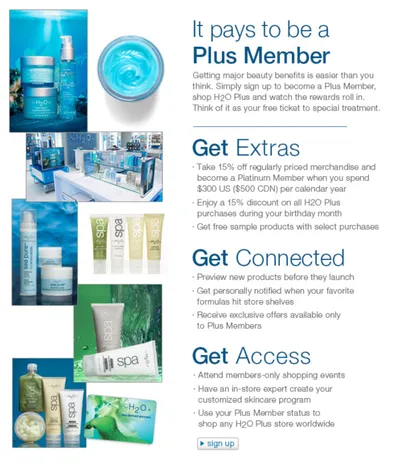 It pays to be a
Plus Member
Getting major beauty benefits is easier than you
think. Simply sign up to become a Plus Member,
shop H2O Plus and watch the rewards roll in.
Think of it as your free ticket to special treatment.
Get Extras
· Take 15% off regularly priced merchandise and
become a Platinum Member when you spend
$300 US ($500 CDN) per calendar year
· Enjoy a 15% discount on all H2O Plus
purchases during your birthday month
· Get free sample products with select purchases
Get Connected
· Preview new products before they launch
· Get personally notified when your favorite
formulas hit store shelves
· Receive exclusive offers available only
to Plus Members
Get Access
· Attend members-only shopping events
· Have an in-store expert create your
customized skincare program
· Use your Plus Member status to
shop any H2O Plus store worldwide
sign up
H2O+
spa
spa
spa
spa
sea pure
spa
spa
spa
H2O+